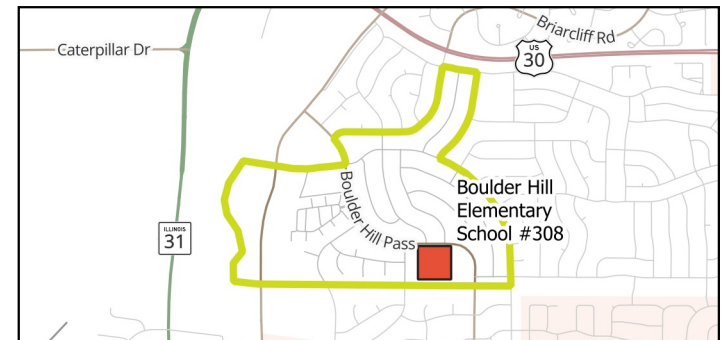 Caterpillar Dr
Briarcliff Rd
US
30
ILLINOIS
31
Boulder Hill Pass
Boulder Hill
Elementary
School #308